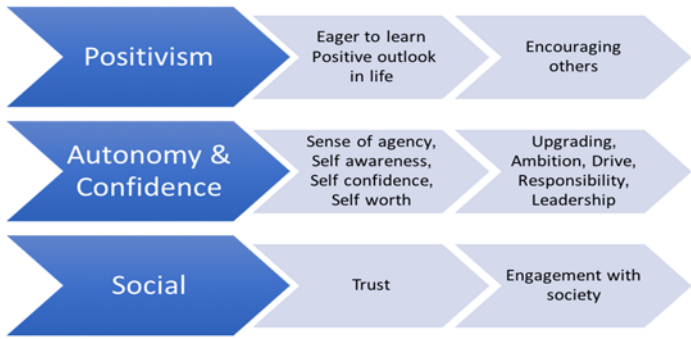 Positivism
Eager to learn
Positive outlook
in life
Encouraging
others
Autonomy &
Confidence
Sense of agency,
Self awareness,
Self confidence,
Self worth
Upgrading,
Ambition, Drive,
Responsibility,
Leadership
Social
Trust
Engagement with
society